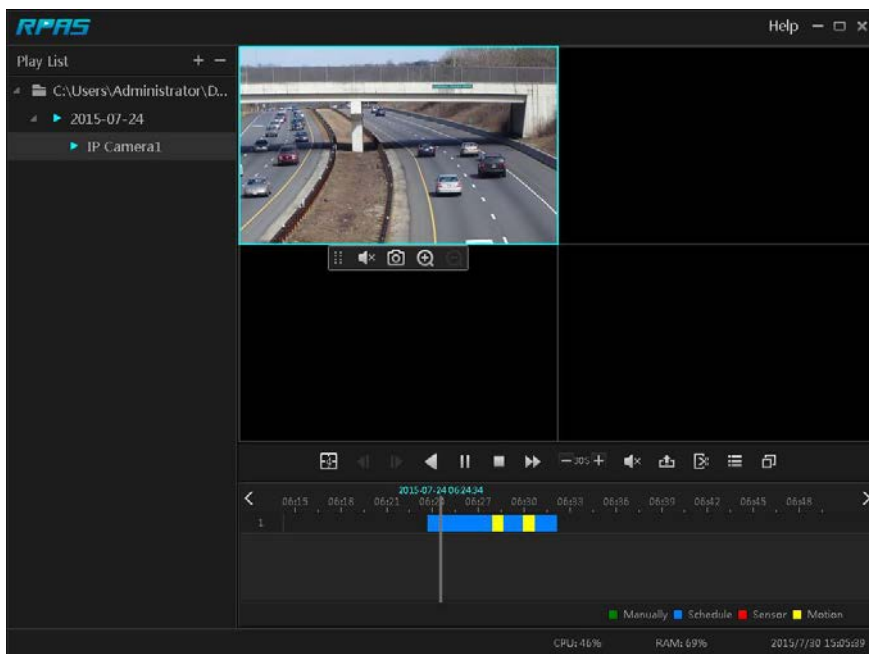 RPAS
Help
Play List + −
C:\Users\Administrator\D...
2015-07-24
IP Camera1
− 30S +
2015-07-24 06:24:34
06:15 06:18 06:21 06:24 06:27 06:30 06:33 06:36 06:39 06:42 06:45 06:48
1
Manually Schedule Sensor Motion
CPU: 46% RAM: 69% 2015/7/30 15:05:39